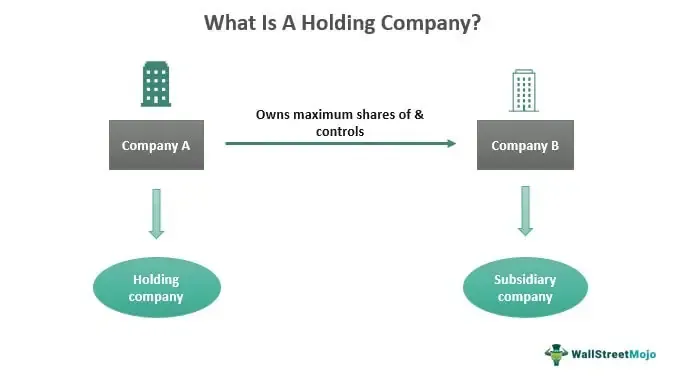 What Is A Holding Company?
Owns maximum shares of &
controls
Company A
Company B
Holding
company
Subsidiary
company
WallStreetMojo